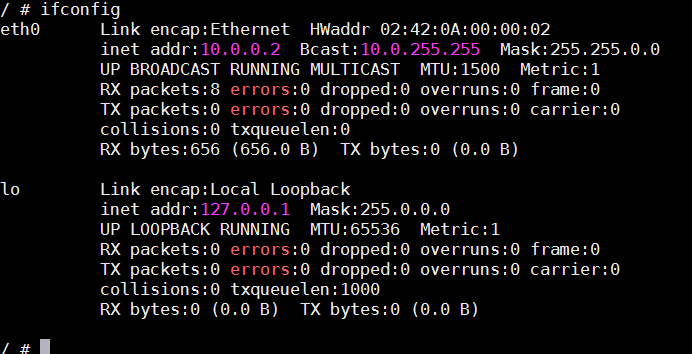 / # ifconfig
eth0 Link encap:Ethernet HWaddr 02:42:0A:00:00:02
inet addr:10.0.0.2 Bcast:10.0.255.255 Mask:255.255.0.0
UP BROADCAST RUNNING MULTICAST MTU:1500 Metric:1
RX packets:8 errors:0 dropped:0 overruns:0 frame:0
TX packets:0 errors:0 dropped:0 overruns:0 carrier:0
collisions:0 txqueuelen:0
RX bytes:656 (656.0 B) TX bytes:0 (0.0 B)
lo Link encap:Local Loopback
inet addr:127.0.0.1 Mask:255.0.0.0
UP LOOPBACK RUNNING MTU:65536 Metric:1
RX packets:0 errors:0 dropped:0 overruns:0 frame:0
TX packets:0 errors:0 dropped:0 overruns:0 carrier:0
collisions:0 txqueuelen:1000
RX bytes:0 (0.0 B) TX bytes:0 (0.0 B)
/ #